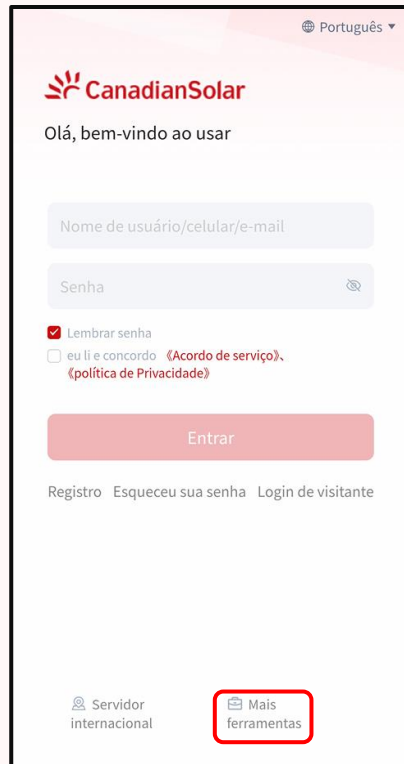 Português
CanadianSolar
Olá, bem-vindo ao usar
Nome de usuário/celular/e-mail
Senha
Lembrar senha
eu li e concordo 《Acordo de serviço》、
《política de Privacidade》
Entrar
Registro Esqueceu sua senha Login de visitante
Servidor
internacional
Mais
ferramentas